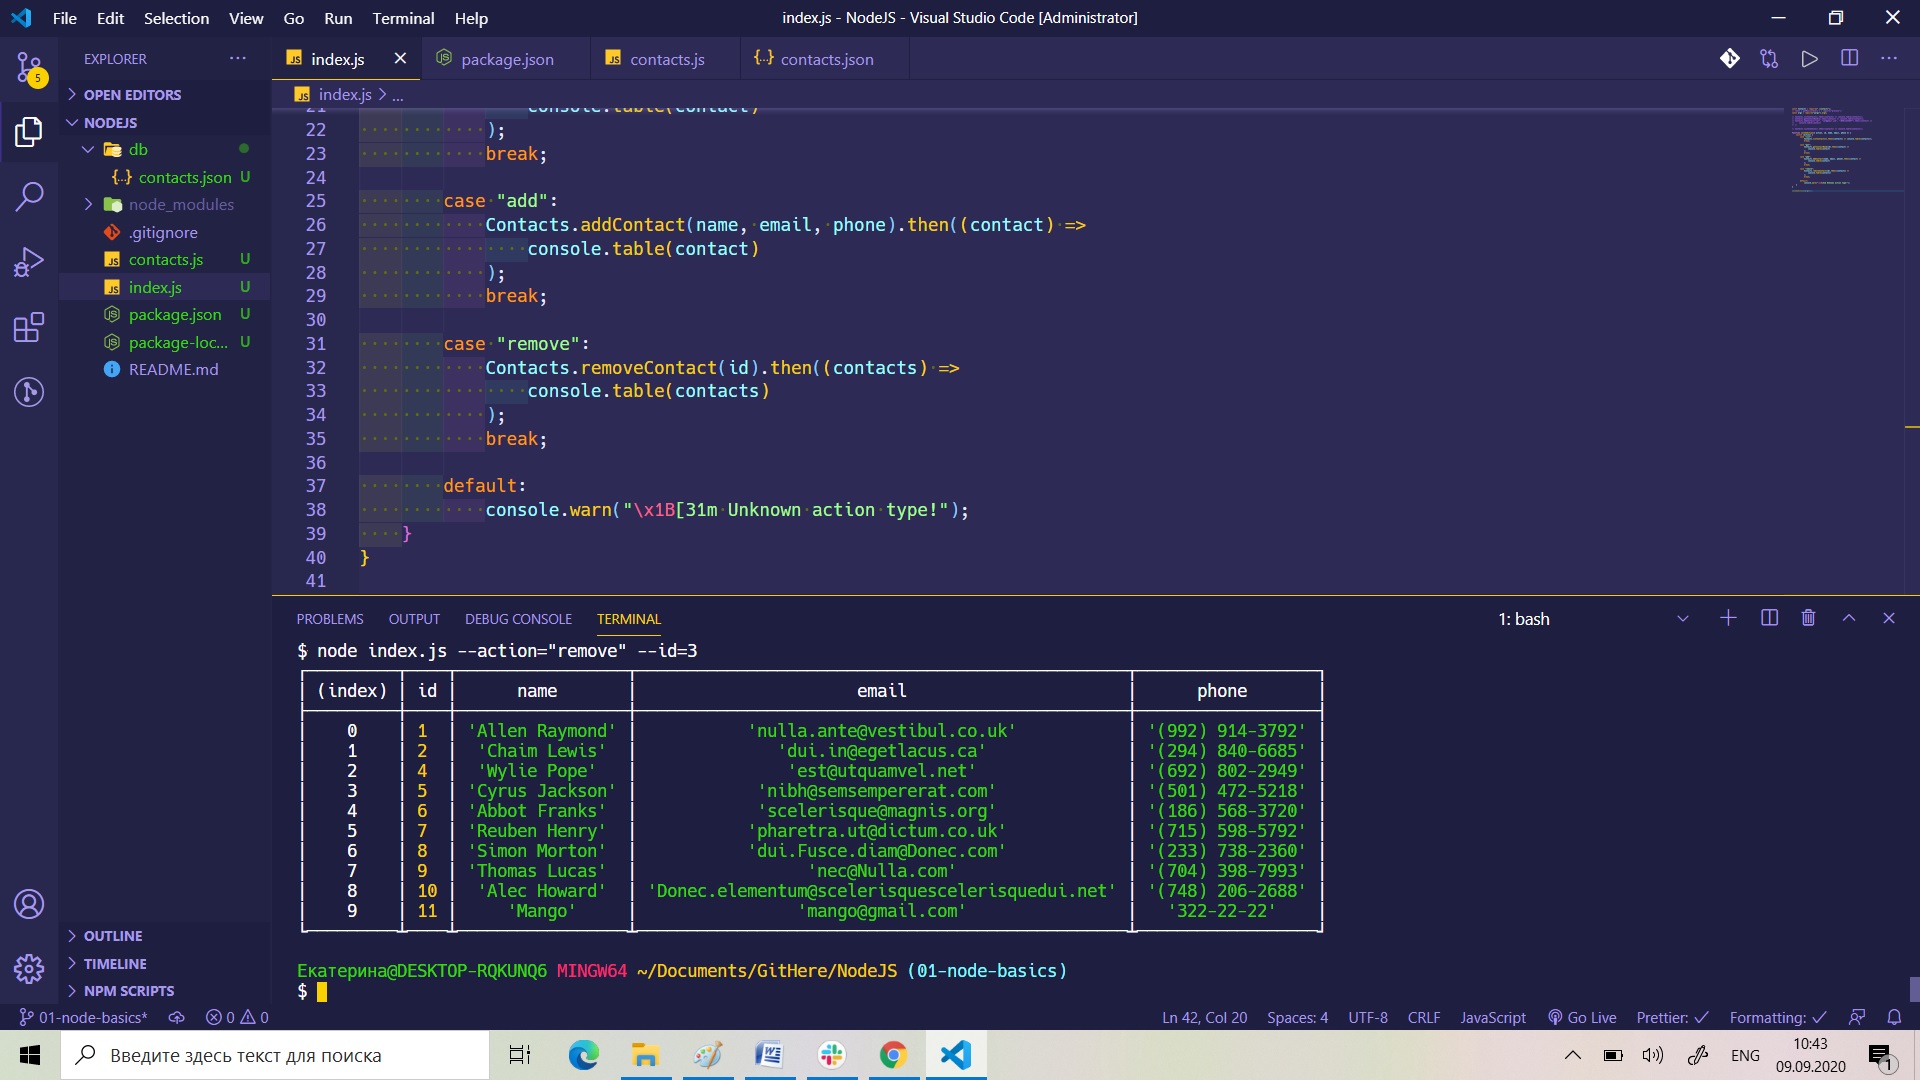 File Edit Selection View Go Run Terminal Help
index.js - NodeJS - Visual Studio Code [Administrator]
5
EXPLORER
OPEN EDITORS
NODEJS
db
contacts.json U
node_modules
.gitignore
contacts.js U
index.js U
package.json U
package-loc... U
README.md
OUTLINE
TIMELINE
NPM SCRIPTS
index.js package.json contacts.js contacts.json
index.js > ...
21 console.table(contact)
22 );
23 break;
24
25 case "add":
26 Contacts.addContact(name, email, phone).then((contact) =>
27 console.table(contact)
28 );
29 break;
30
31 case "remove":
32 Contacts.removeContact(id).then((contacts) =>
33 console.table(contacts)
34 );
35 break;
36
37 default:
38 console.warn("\x1B[31m Unknown action type!");
39 }
40 }
41
PROBLEMS OUTPUT DEBUG CONSOLE TERMINAL 1: bash
$ node index.js --action="remove" --id=3
(index) id name email phone
0 1 'Allen Raymond' 'nulla.ante@vestibul.co.uk' '(992) 914-3792'
1 2 'Chaim Lewis' 'dui.in@egetlacus.ca' '(294) 840-6685'
2 4 'Wylie Pope' 'est@utquamvel.net' '(692) 802-2949'
3 5 'Cyrus Jackson' 'nibh@semsempererat.com' '(501) 472-5218'
4 6 'Abbot Franks' 'scelerisque@magnis.org' '(186) 568-3720'
5 7 'Reuben Henry' 'pharetra.ut@dictum.co.uk' '(715) 598-5792'
6 8 'Simon Morton' 'dui.Fusce.diam@Donec.com' '(233) 738-2360'
7 9 'Thomas Lucas' 'nec@Nulla.com' '(704) 398-7993'
8 10 'Alec Howard' 'Donec.elementum@scelerisquescelerisquedui.net' '(748) 206-2688'
9 11 'Mango' 'mango@gmail.com' '322-22-22'
Екатерина@DESKTOP-RQKUNQ6 MINGW64 ~/Documents/GitHere/NodeJS (01-node-basics)
$
01-node-basics* 0 0 Ln 42, Col 20 Spaces: 4 UTF-8 CRLF JavaScript Go Live Prettier: ✓ Formatting: ✓
Введите здесь текст для поиска
ENG
10:43
09.09.2020
1